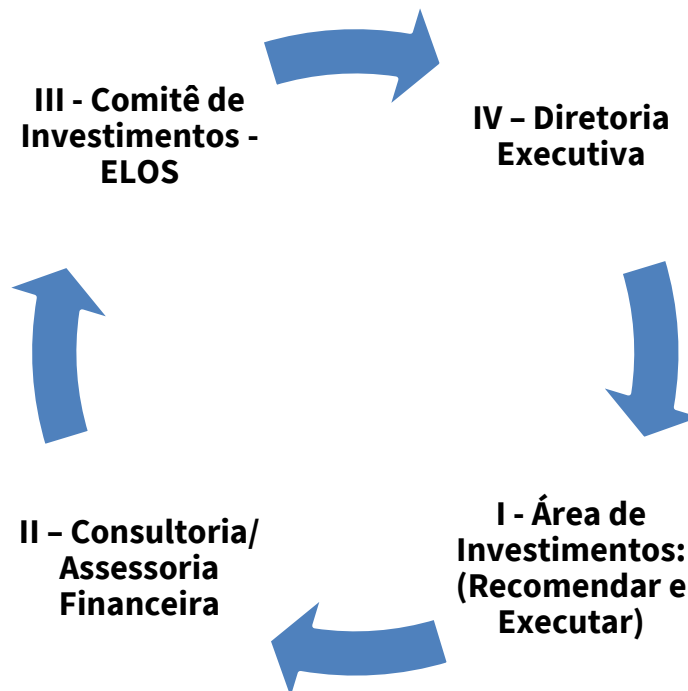 III - Comitê de
Investimentos -
ELOS
IV – Diretoria
Executiva
II – Consultoria/
Assessoria
Financeira
I - Área de
Investimentos:
(Recomendar e
Executar)